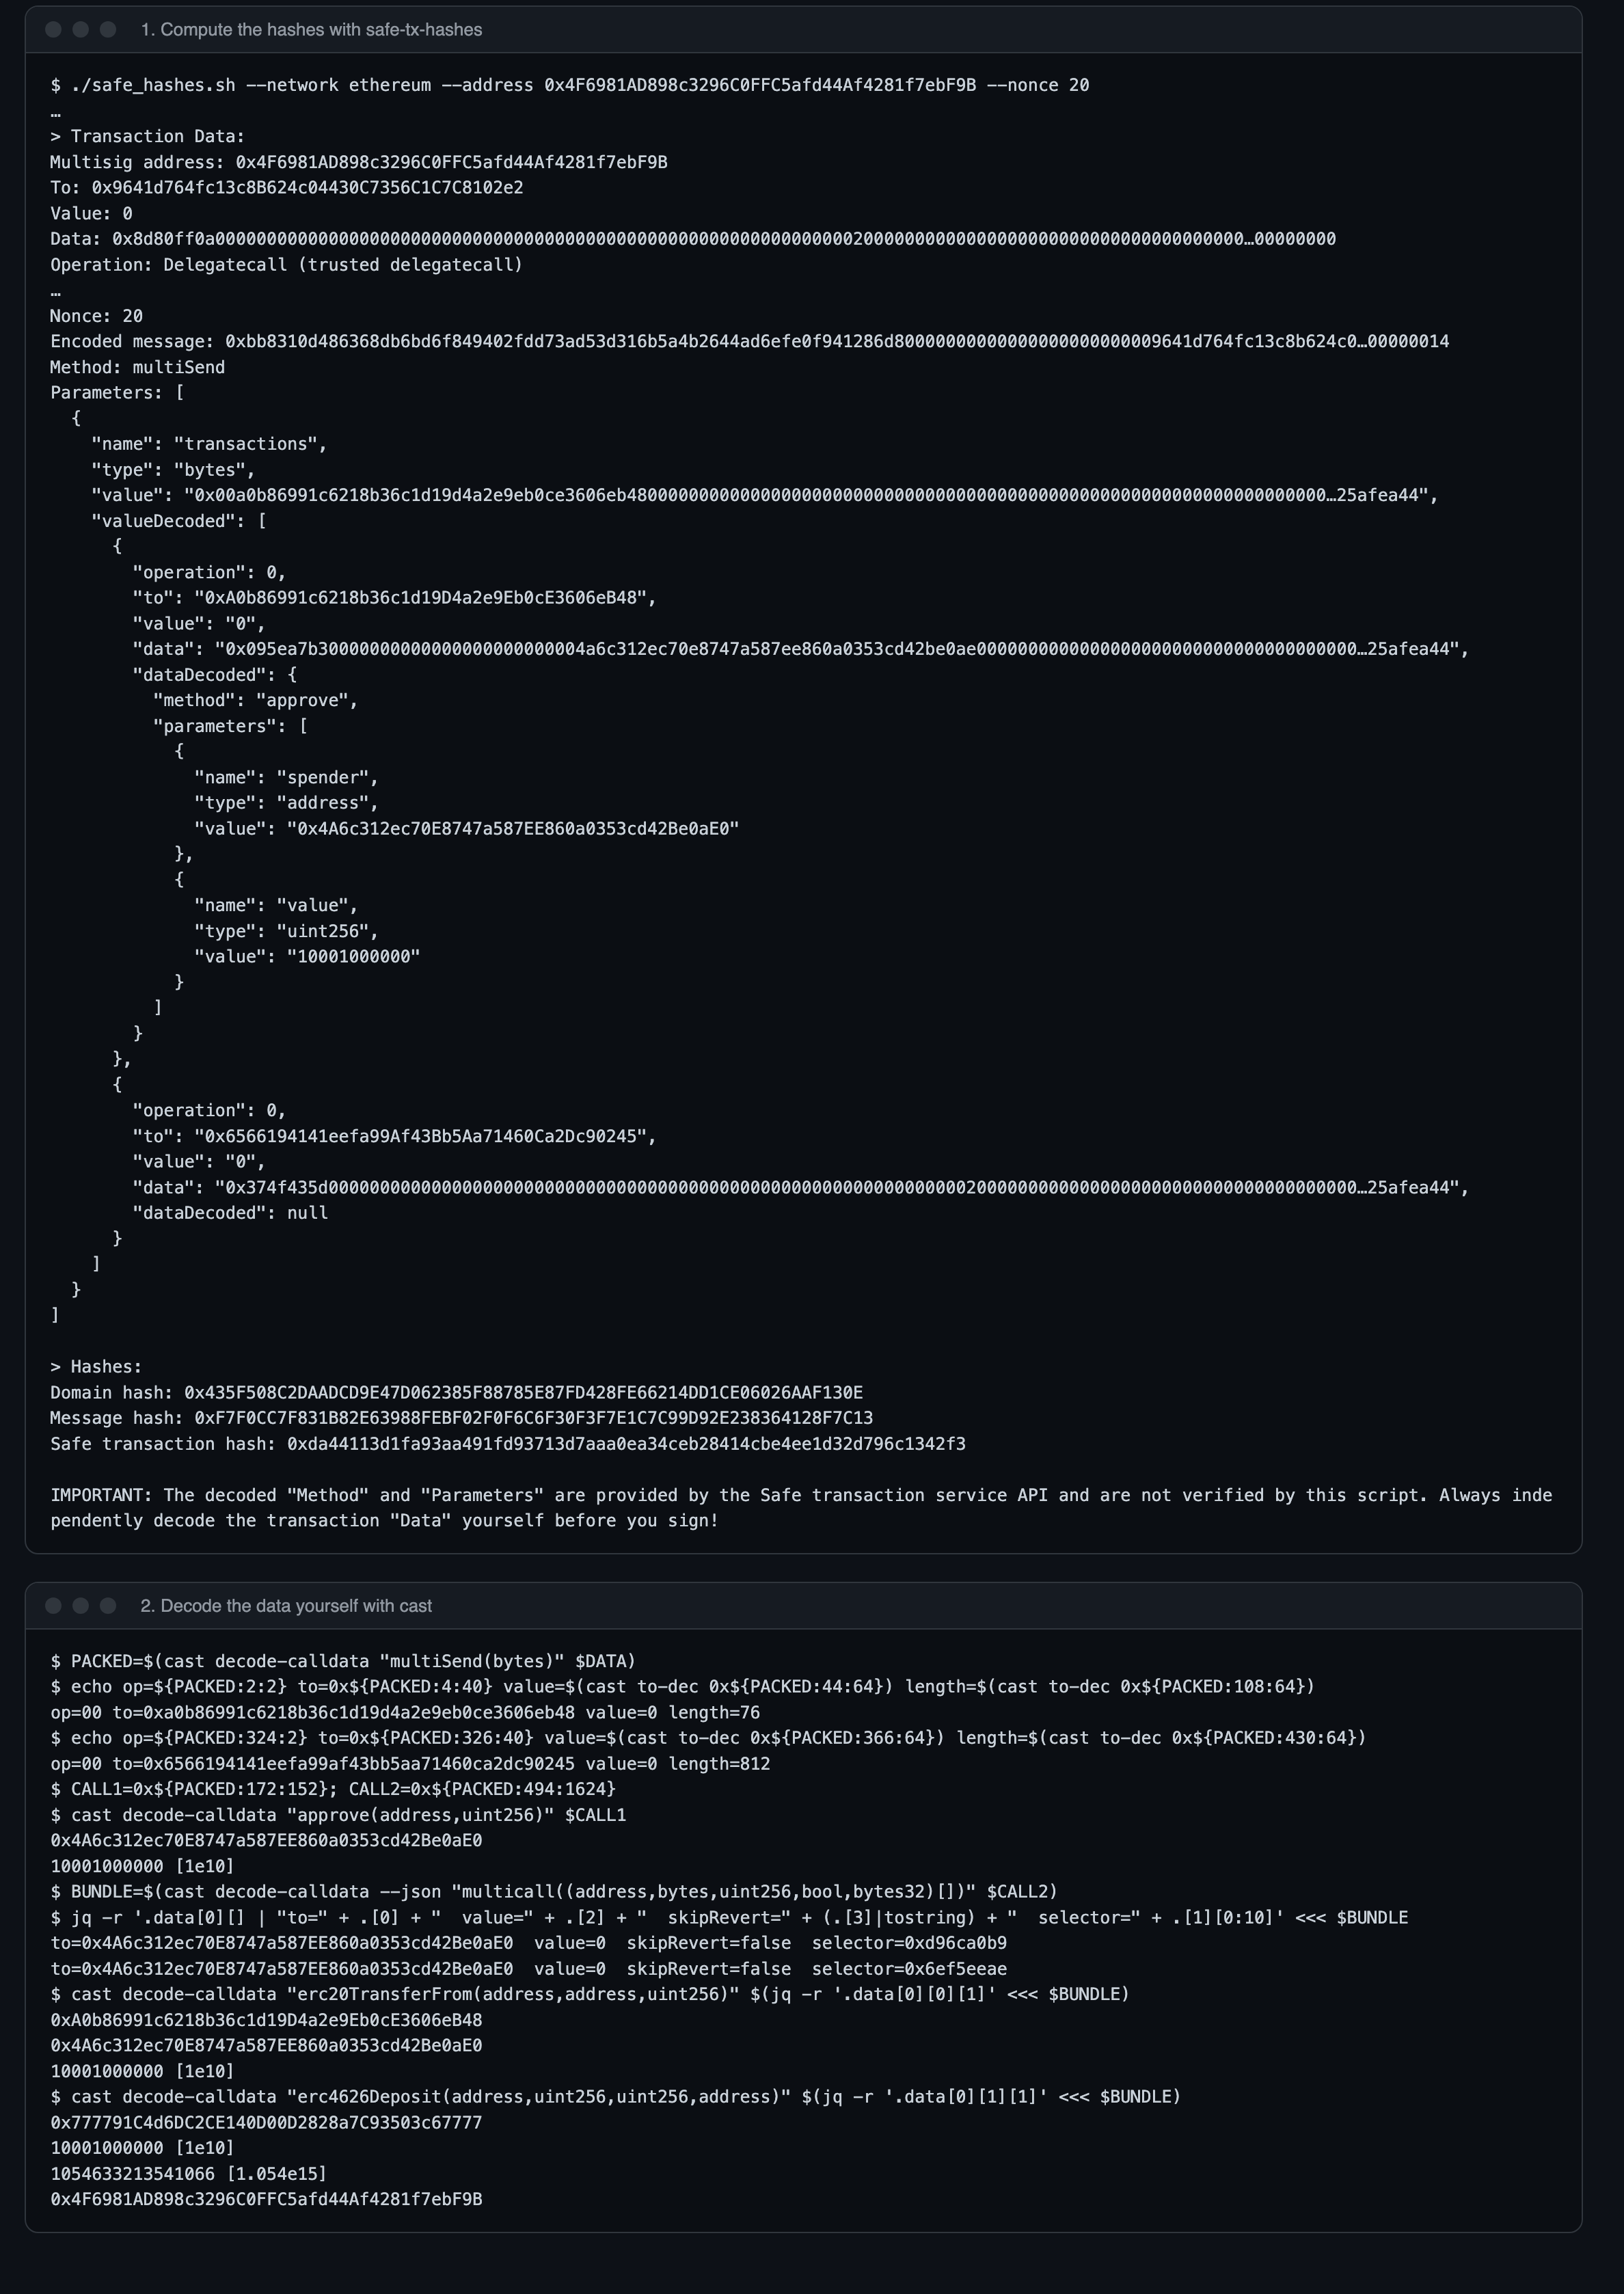 1. Compute the hashes with safe-tx-hashes
$ ./safe_hashes.sh --network ethereum --address 0x4F6981AD898c3296C0FFC5afd44Af4281f7ebF9B --nonce 20
…
> Transaction Data:
Multisig address: 0x4F6981AD898c3296C0FFC5afd44Af4281f7ebF9B
To: 0x9641d764fc13c8B624c04430C7356C1C7C8102e2
Value: 0
Data: 0x8d80ff0a0000000000000000000000000000000000000000000000000000000000000020000000000000000000000000000000000000…00000000
Operation: Delegatecall (trusted delegatecall)
…
Nonce: 20
Encoded message: 0xbb8310d486368db6bd6f849402fdd73ad53d316b5a4b2644ad6efe0f941286d80000000000000000000000009641d764fc13c8b624c0…00000014
Method: multiSend
Parameters: [
{
"name": "transactions",
"type": "bytes",
"value": "0x00a0b86991c6218b36c1d19d4a2e9eb0ce3606eb48000000000000000000000000000000000000000000000000000000000000000000…25afea44",
"valueDecoded": [
{
"operation": 0,
"to": "0xA0b86991c6218b36c1d19D4a2e9Eb0cE3606eB48",
"value": "0",
"data": "0x095ea7b30000000000000000000000004a6c312ec70e8747a587ee860a0353cd42be0ae0000000000000000000000000000000000000…25afea44",
"dataDecoded": {
"method": "approve",
"parameters": [
{
"name": "spender",
"type": "address",
"value": "0x4A6c312ec70E8747a587EE860a0353cd42Be0aE0"
},
{
"name": "value",
"type": "uint256",
"value": "10001000000"
}
]
}
},
{
"operation": 0,
"to": "0x6566194141eefa99Af43Bb5Aa71460Ca2Dc90245",
"value": "0",
"data": "0x374f435d0000000000000000000000000000000000000000000000000000000000000020000000000000000000000000000000000000…25afea44",
"dataDecoded": null
}
]
}
]
> Hashes:
Domain hash: 0x435F508C2DAADCD9E47D062385F88785E87FD428FE66214DD1CE06026AAF130E
Message hash: 0xF7F0CC7F831B82E63988FEBF02F0F6C6F30F3F7E1C7C99D92E238364128F7C13
Safe transaction hash: 0xda44113d1fa93aa491fd93713d7aaa0ea34ceb28414cbe4ee1d32d796c1342f3
IMPORTANT: The decoded "Method" and "Parameters" are provided by the Safe transaction service API and are not verified by this script. Always inde
pendently decode the transaction "Data" yourself before you sign!
2. Decode the data yourself with cast
$ PACKED=$(cast decode-calldata "multiSend(bytes)" $DATA)
$ echo op=${PACKED:2:2} to=0x${PACKED:4:40} value=$(cast to-dec 0x${PACKED:44:64}) length=$(cast to-dec 0x${PACKED:108:64})
op=00 to=0xa0b86991c6218b36c1d19d4a2e9eb0ce3606eb48 value=0 length=76
$ echo op=${PACKED:324:2} to=0x${PACKED:326:40} value=$(cast to-dec 0x${PACKED:366:64}) length=$(cast to-dec 0x${PACKED:430:64})
op=00 to=0x6566194141eefa99af43bb5aa71460ca2dc90245 value=0 length=812
$ CALL1=0x${PACKED:172:152}; CALL2=0x${PACKED:494:1624}
$ cast decode-calldata "approve(address,uint256)" $CALL1
0x4A6c312ec70E8747a587EE860a0353cd42Be0aE0
10001000000 [1e10]
$ BUNDLE=$(cast decode-calldata --json "multicall((address,bytes,uint256,bool,bytes32)[])" $CALL2)
$ jq -r '.data[0][] | "to=" + .[0] + "  value=" + .[2] + "  skipRevert=" + (.[3]|tostring) + "  selector=" + .[1][0:10]' <<< $BUNDLE
to=0x4A6c312ec70E8747a587EE860a0353cd42Be0aE0  value=0  skipRevert=false  selector=0xd96ca0b9
to=0x4A6c312ec70E8747a587EE860a0353cd42Be0aE0  value=0  skipRevert=false  selector=0x6ef5eeae
$ cast decode-calldata "erc20TransferFrom(address,address,uint256)" $(jq -r '.data[0][0][1]' <<< $BUNDLE)
0xA0b86991c6218b36c1d19D4a2e9Eb0cE3606eB48
0x4A6c312ec70E8747a587EE860a0353cd42Be0aE0
10001000000 [1e10]
$ cast decode-calldata "erc4626Deposit(address,uint256,uint256,address)" $(jq -r '.data[0][1][1]' <<< $BUNDLE)
0x777791C4d6DC2CE140D00D2828a7C93503c67777
10001000000 [1e10]
1054633213541066 [1.054e15]
0x4F6981AD898c3296C0FFC5afd44Af4281f7ebF9B